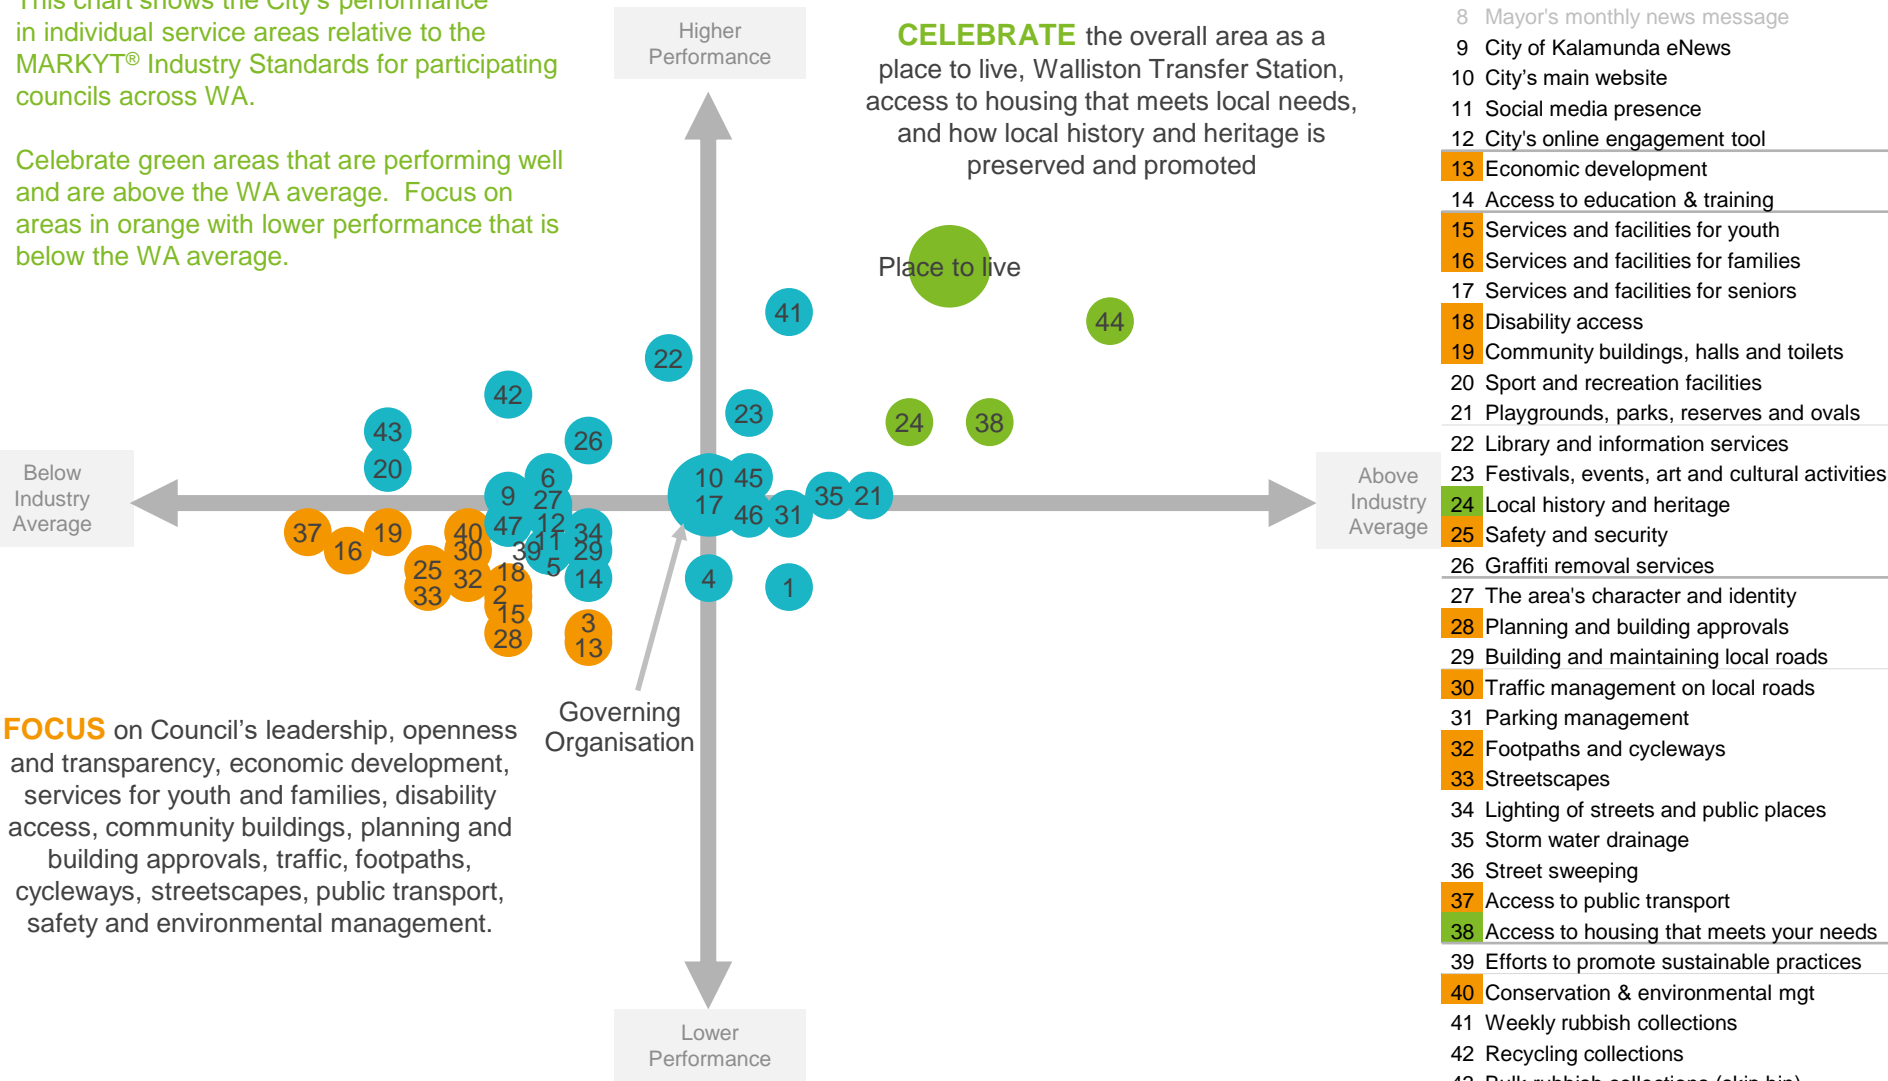 This chart shows the City's performance
in individual service areas relative to the
MARKYT® Industry Standards for participating
councils across WA.
Celebrate green areas that are performing well
and are above the WA average. Focus on
areas in orange with lower performance that is
below the WA average.
Higher
Performance
CELEBRATE the overall area as a
place to live, Walliston Transfer Station,
access to housing that meets local needs,
and how local history and heritage is
preserved and promoted
Place to live
41
44
22
42
23
24
38
43
26
20
6
10
45
9
27
17
35
21
46
31
47
12
34
37
19
40
11
16
30
39
29
5
25
32
18
14
4
1
33
2
15
3
28
13
Below
Industry
Average
Above
Industry
Average
Governing
Organisation
FOCUS on Council's leadership, openness
and transparency, economic development,
services for youth and families, disability
access, community buildings, planning and
building approvals, traffic, footpaths,
cycleways, streetscapes, public transport,
safety and environmental management.
Lower
Performance
8 Mayor's monthly news message
9 City of Kalamunda eNews
10 City's main website
11 Social media presence
12 City's online engagement tool
13 Economic development
14 Access to education & training
15 Services and facilities for youth
16 Services and facilities for families
17 Services and facilities for seniors
18 Disability access
19 Community buildings, halls and toilets
20 Sport and recreation facilities
21 Playgrounds, parks, reserves and ovals
22 Library and information services
23 Festivals, events, art and cultural activities
24 Local history and heritage
25 Safety and security
26 Graffiti removal services
27 The area's character and identity
28 Planning and building approvals
29 Building and maintaining local roads
30 Traffic management on local roads
31 Parking management
32 Footpaths and cycleways
33 Streetscapes
34 Lighting of streets and public places
35 Storm water drainage
36 Street sweeping
37 Access to public transport
38 Access to housing that meets your needs
39 Efforts to promote sustainable practices
40 Conservation & environmental mgt
41 Weekly rubbish collections
42 Recycling collections
43 Bulk rubbish collections (skip bin)